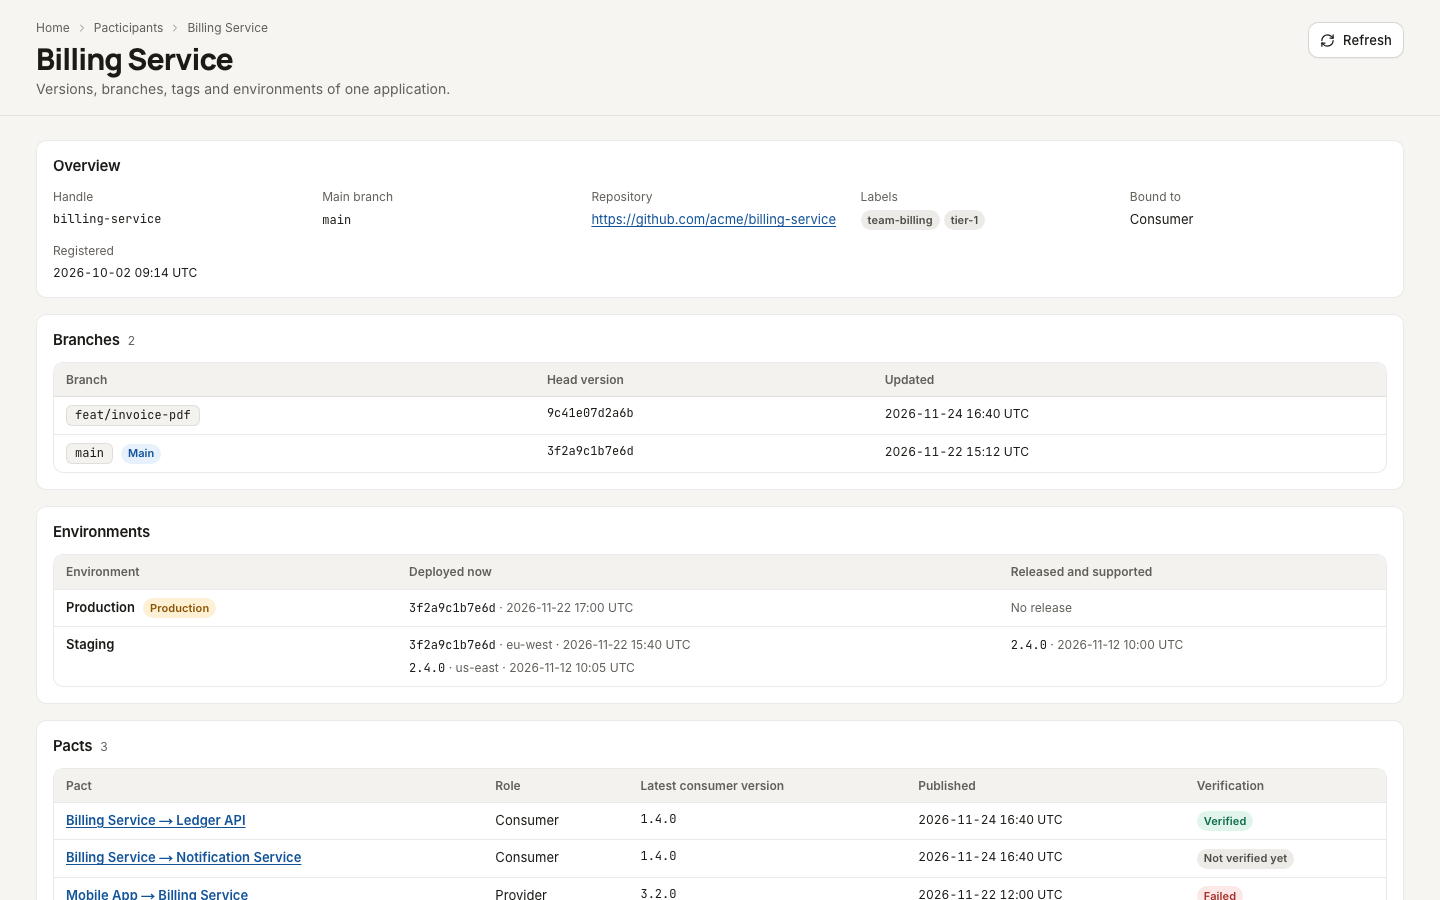 Home > Pacticipants > Billing Service
Billing Service
Versions, branches, tags and environments of one application.
Refresh
Overview
Handle
billing-service
Main branch
main
Repository
https://github.com/acme/billing-service
Labels
team-billing tier-1
Bound to
Consumer
Registered
2026-10-02 09:14 UTC
Branches 2
Branch Head version Updated
feat/invoice-pdf 9c41e07d2a6b 2026-11-24 16:40 UTC
main Main 3f2a9c1b7e6d 2026-11-22 15:12 UTC
Environments
Environment Deployed now Released and supported
Production Production 3f2a9c1b7e6d · 2026-11-22 17:00 UTC No release
Staging 3f2a9c1b7e6d · eu-west · 2026-11-22 15:40 UTC 2.4.0 · 2026-11-12 10:00 UTC
2.4.0 · us-east · 2026-11-12 10:05 UTC
Pacts 3
Pact Role Latest consumer version Published Verification
Billing Service → Ledger API Consumer 1.4.0 2026-11-24 16:40 UTC Verified
Billing Service → Notification Service Consumer 1.4.0 2026-11-24 16:40 UTC Not verified yet
Mobile App → Billing Service Provider 3.2.0 2026-11-22 12:00 UTC Failed